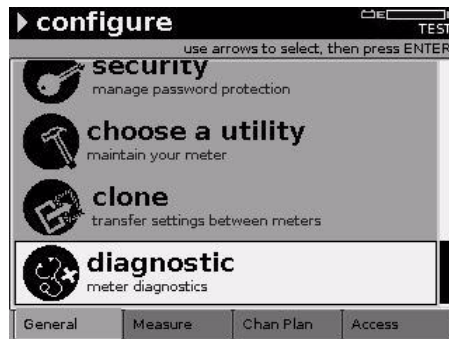 configure
E
TEST
use arrows to select, then press ENTER
security
manage password protection
choose a utility
maintain your meter
clone
transfer settings between meters
diagnostic
meter diagnostics
General Measure Chan Plan Access